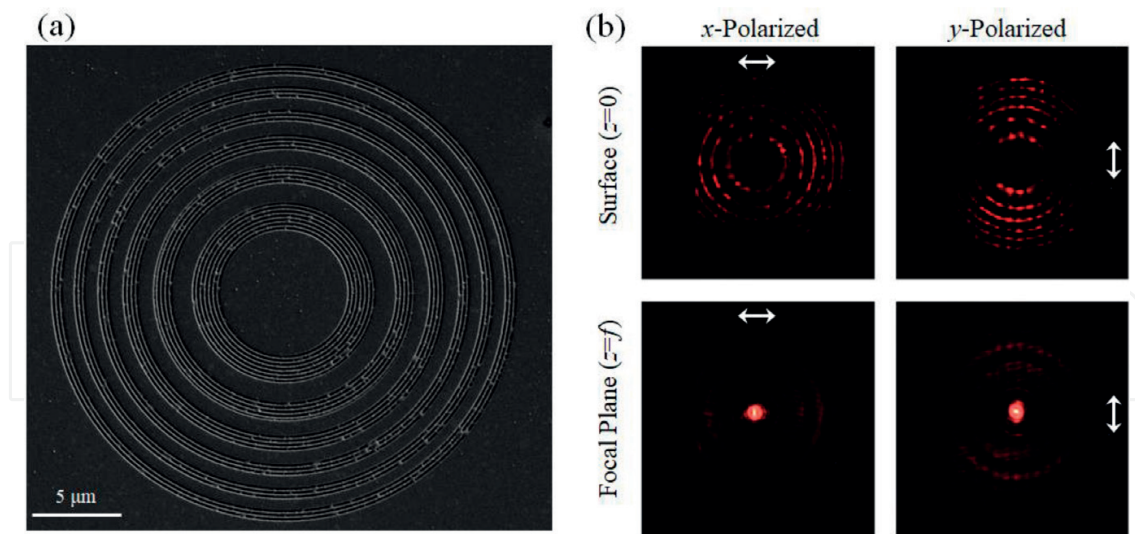 (a)
5 μm
(b)
x-Polarized
y-Polarized
Surface (z=0)
Focal Plane (z=f)